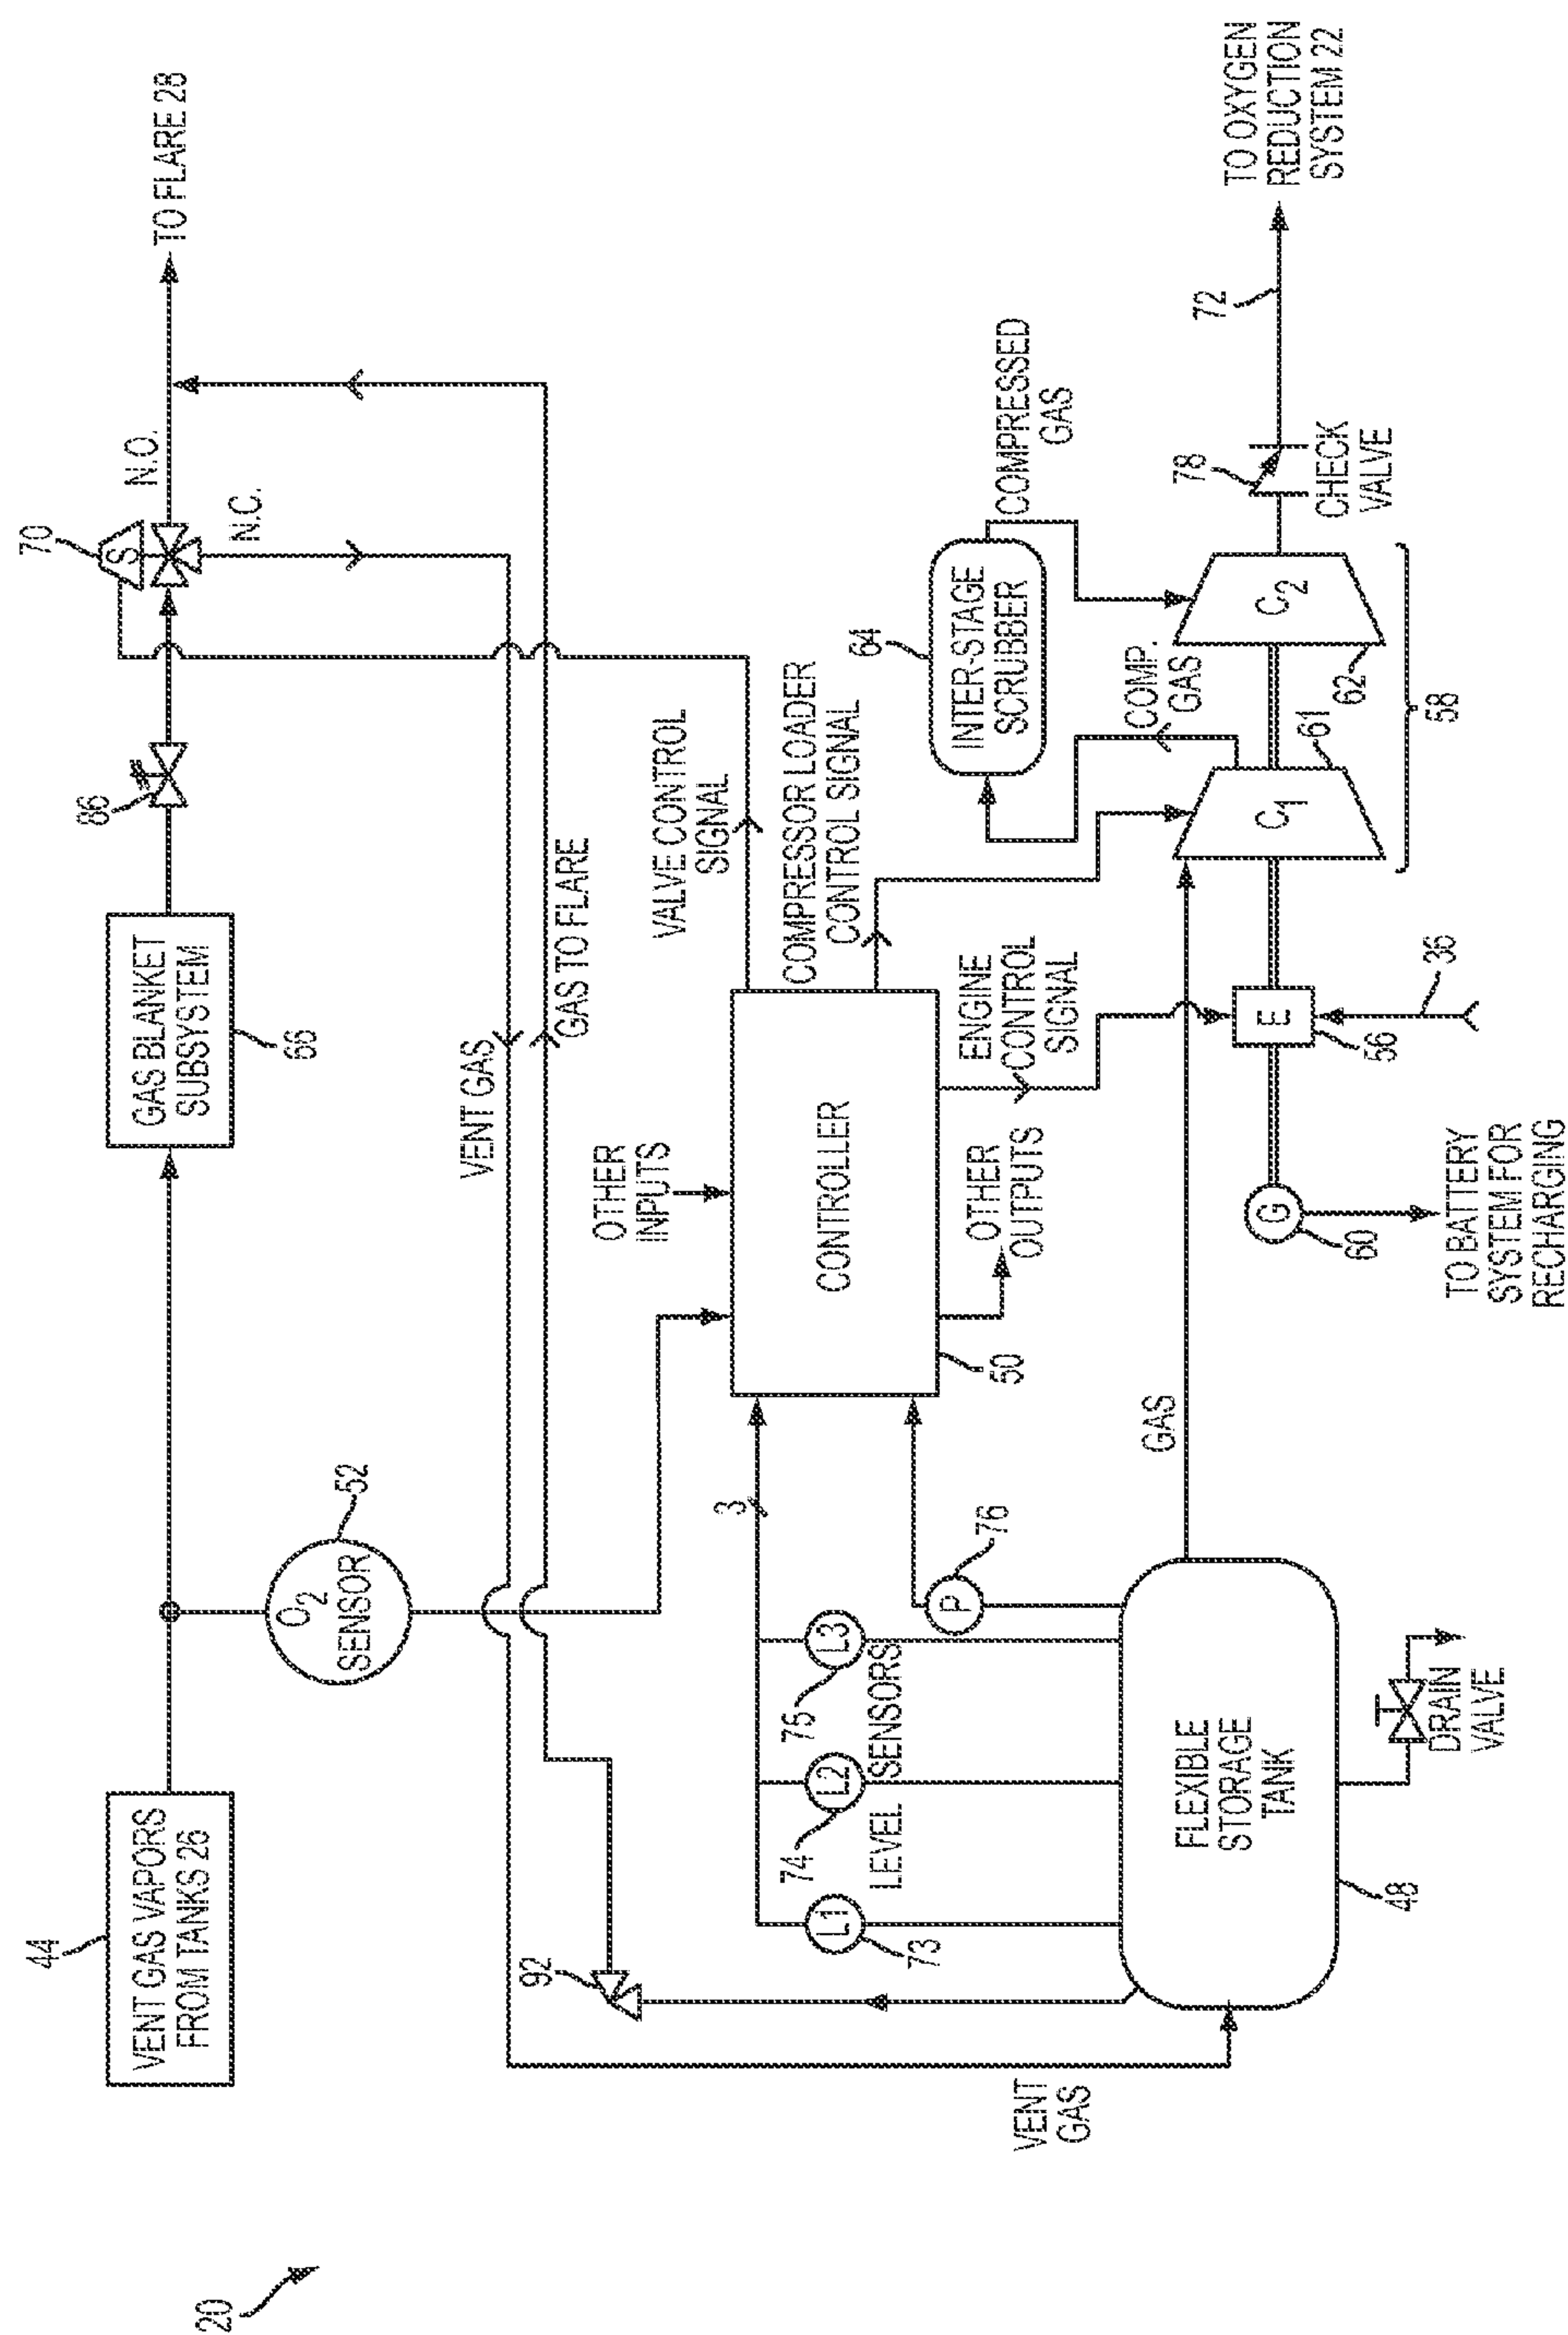 20
44
VENT GAS VAPORS
FROM TANKS 26
O2
SENSOR
52
GAS BLANKET
SUBSYSTEM
66
86
70
S
N.O.
N.C.
TO FLARE 28
VENT GAS
GAS TO FLARE
VALVE CONTROL
SIGNAL
OTHER
INPUTS
CONTROLLER
50
OTHER
OUTPUTS
COMPRESSOR LOADER
CONTROL SIGNAL
ENGINE
CONTROL
SIGNAL
3
92
L1
73
L2
74
L3
75
LEVEL SENSORS
P
76
VENT
GAS
FLEXIBLE
STORAGE
TANK
48
DRAIN
VALVE
GAS
G
60
TO BATTERY
SYSTEM FOR
RECHARGING
E
56
36
C1
61
COMP.
GAS
64
INTER-STAGE
SCRUBBER
COMPRESSED
GAS
C2
62
58
78
CHECK
VALVE
72
TO OXYGEN
REDUCTION
SYSTEM 22